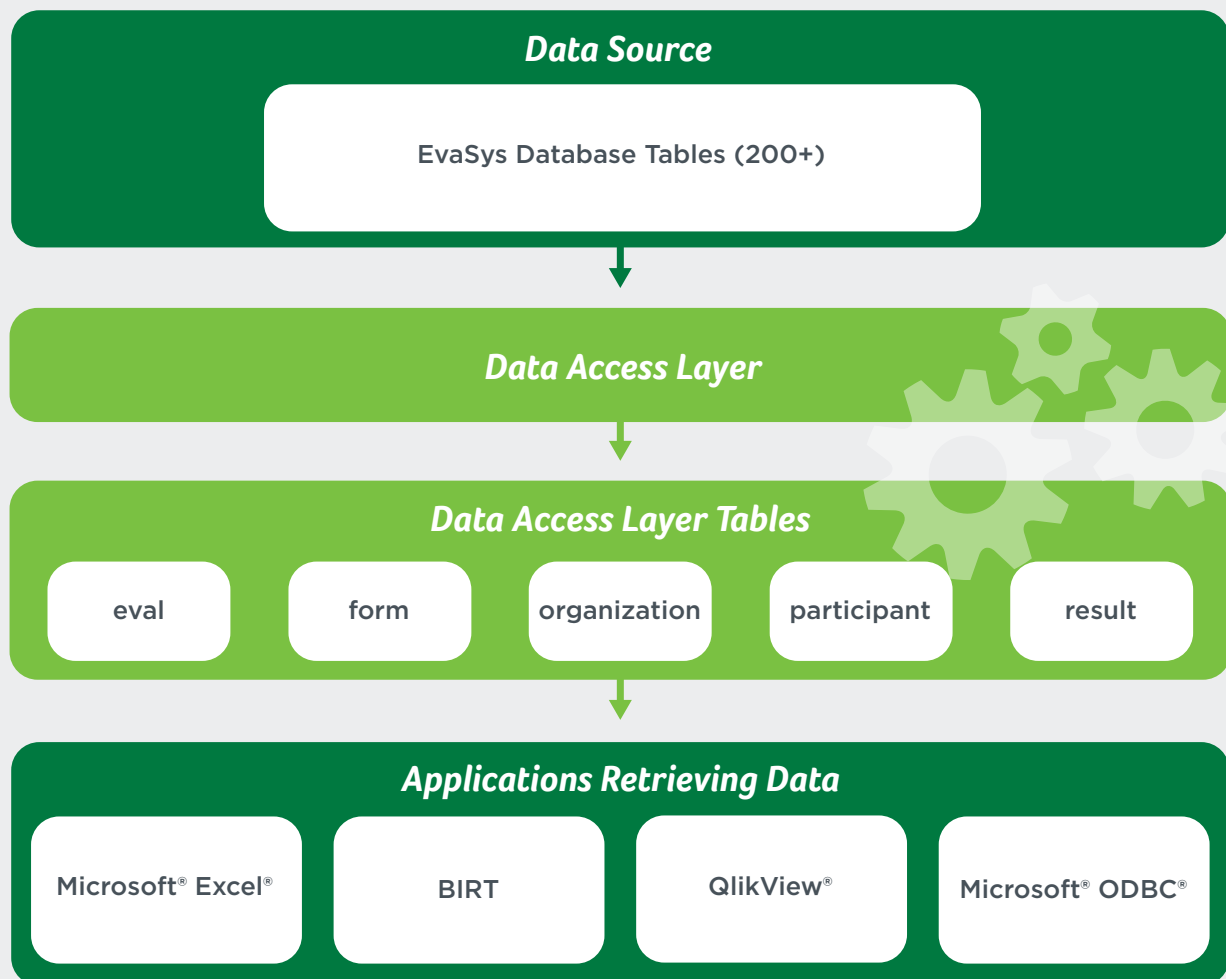 Data Source
EvaSys Database Tables (200+)
Data Access Layer
Data Access Layer Tables
eval
form
organization
participant
result
Applications Retrieving Data
Microsoft® Excel®
BIRT
QlikView®
Microsoft® ODBC®